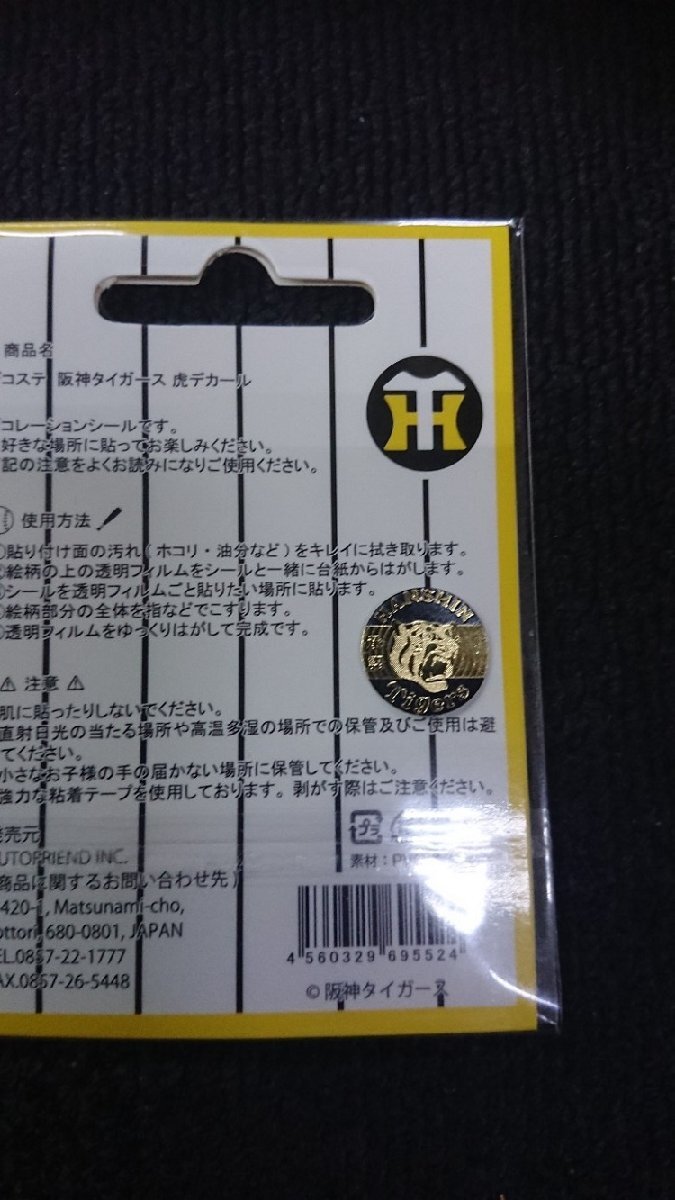 商品名
コステ 阪神タイガース 虎デカール
HT
コレーションシールです。
好きな場所に貼ってお楽しみください。
記の注意をよくお読みになりご使用ください。
使用方法
貼り付け面の汚れ(ホコリ・油分など)をキレイに拭き取ります。
絵柄の上の透明フィルムをシールと一緒に台紙からはがします。
シールを透明フィルムごと貼りたい場所に貼ります。
絵柄部分の全体を指などでこすります。
透明フィルムをゆっくりはがして完成です。
HANSHIN
Tigers
⚠ 注意 ⚠
肌に貼ったりしないでください。
直射日光の当たる場所や高温多湿の場所での保管及びご使用は避
てください。
小さなお子様の手の届かない場所に保管してください。
強力な粘着テープを使用しております。剥がす際はご注意ください。
発売元
UTOFRIEND INC.
商品に関するお問い合わせ先)
420-1, Matsunami-cho,
ottori, 680-0801, JAPAN
EL.0857-22-1777
AX.0857-26-5448
プラ
素材:
4 560329 695524
©阪神タイガース